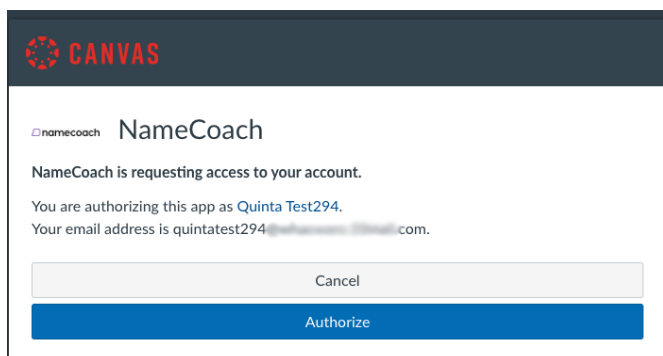 CANVAS
namecoach NameCoach
NameCoach is requesting access to your account.
You are authorizing this app as Quinta Test294.
Your email address is quintatest294 com.
Cancel
Authorize